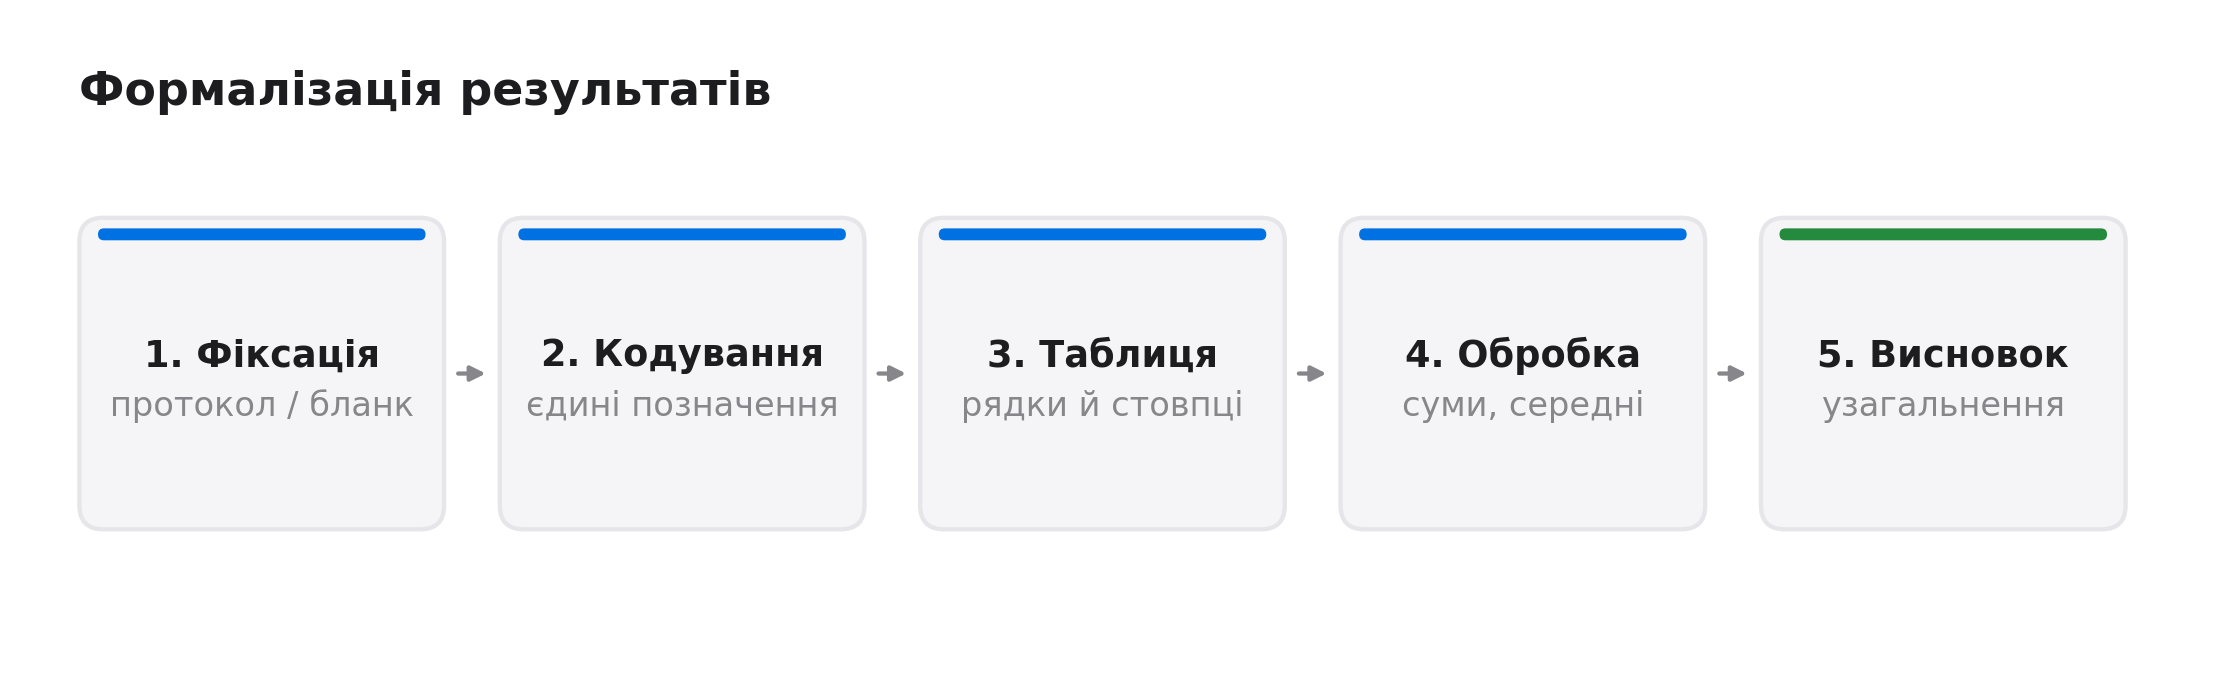 Формалізація результатів
1. Фіксація
протокол / бланк
2. Кодування
єдині позначення
3. Таблиця
рядки й стовпці
4. Обробка
суми, середні
5. Висновок
узагальнення